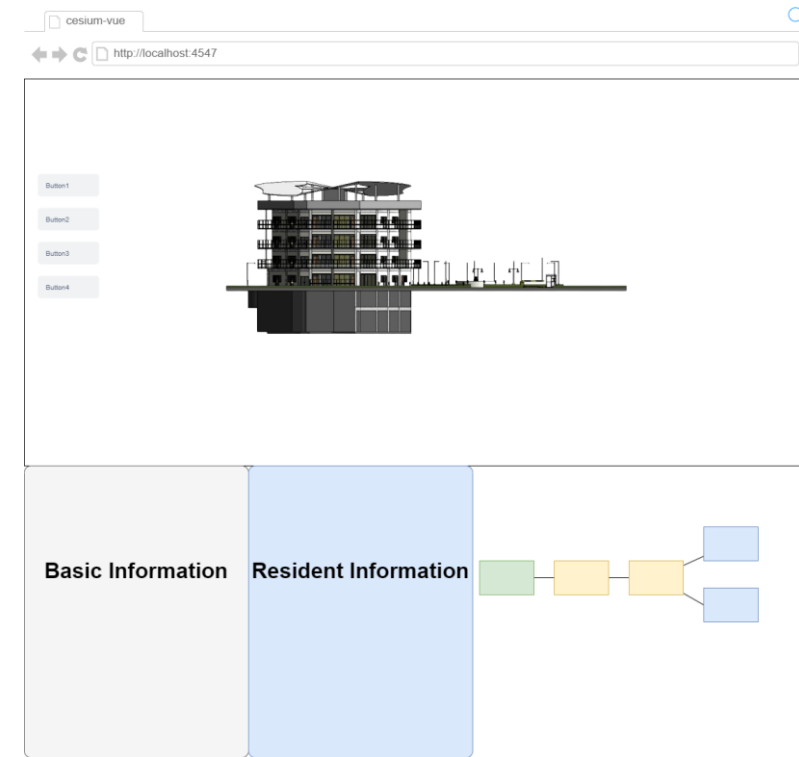 cesium-vue
http://localhost:4547
Button1
Button2
Button3
Button4
Basic Information
Resident Information